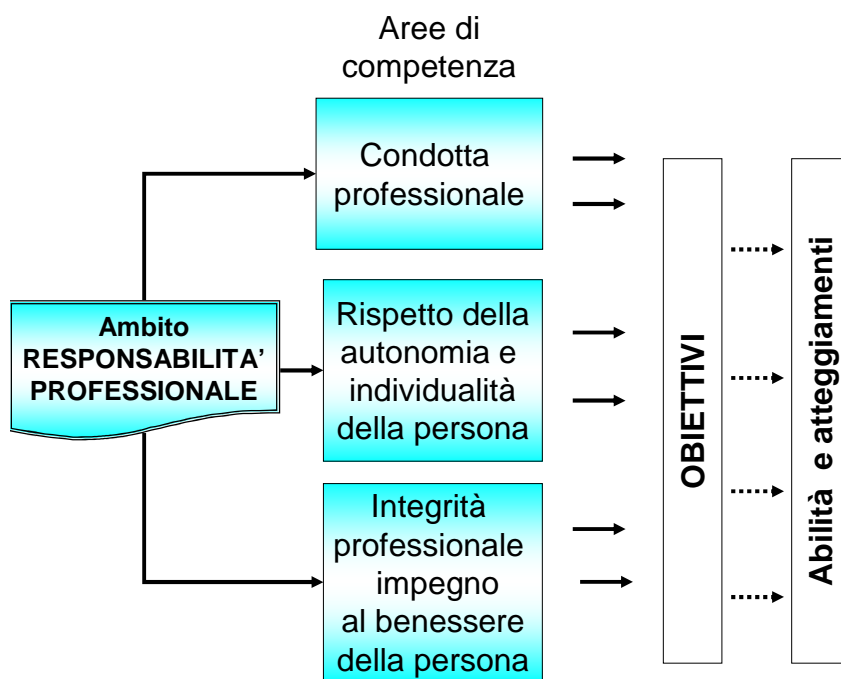 Aree di
competenza
Condotta
professionale
Ambito
RESPONSABILITA’
PROFESSIONALE
Rispetto della
autonomia e
individualità
della persona
Integrità
professionale
impegno
al benessere
della persona
OBIETTIVI
Abilità e atteggiamenti